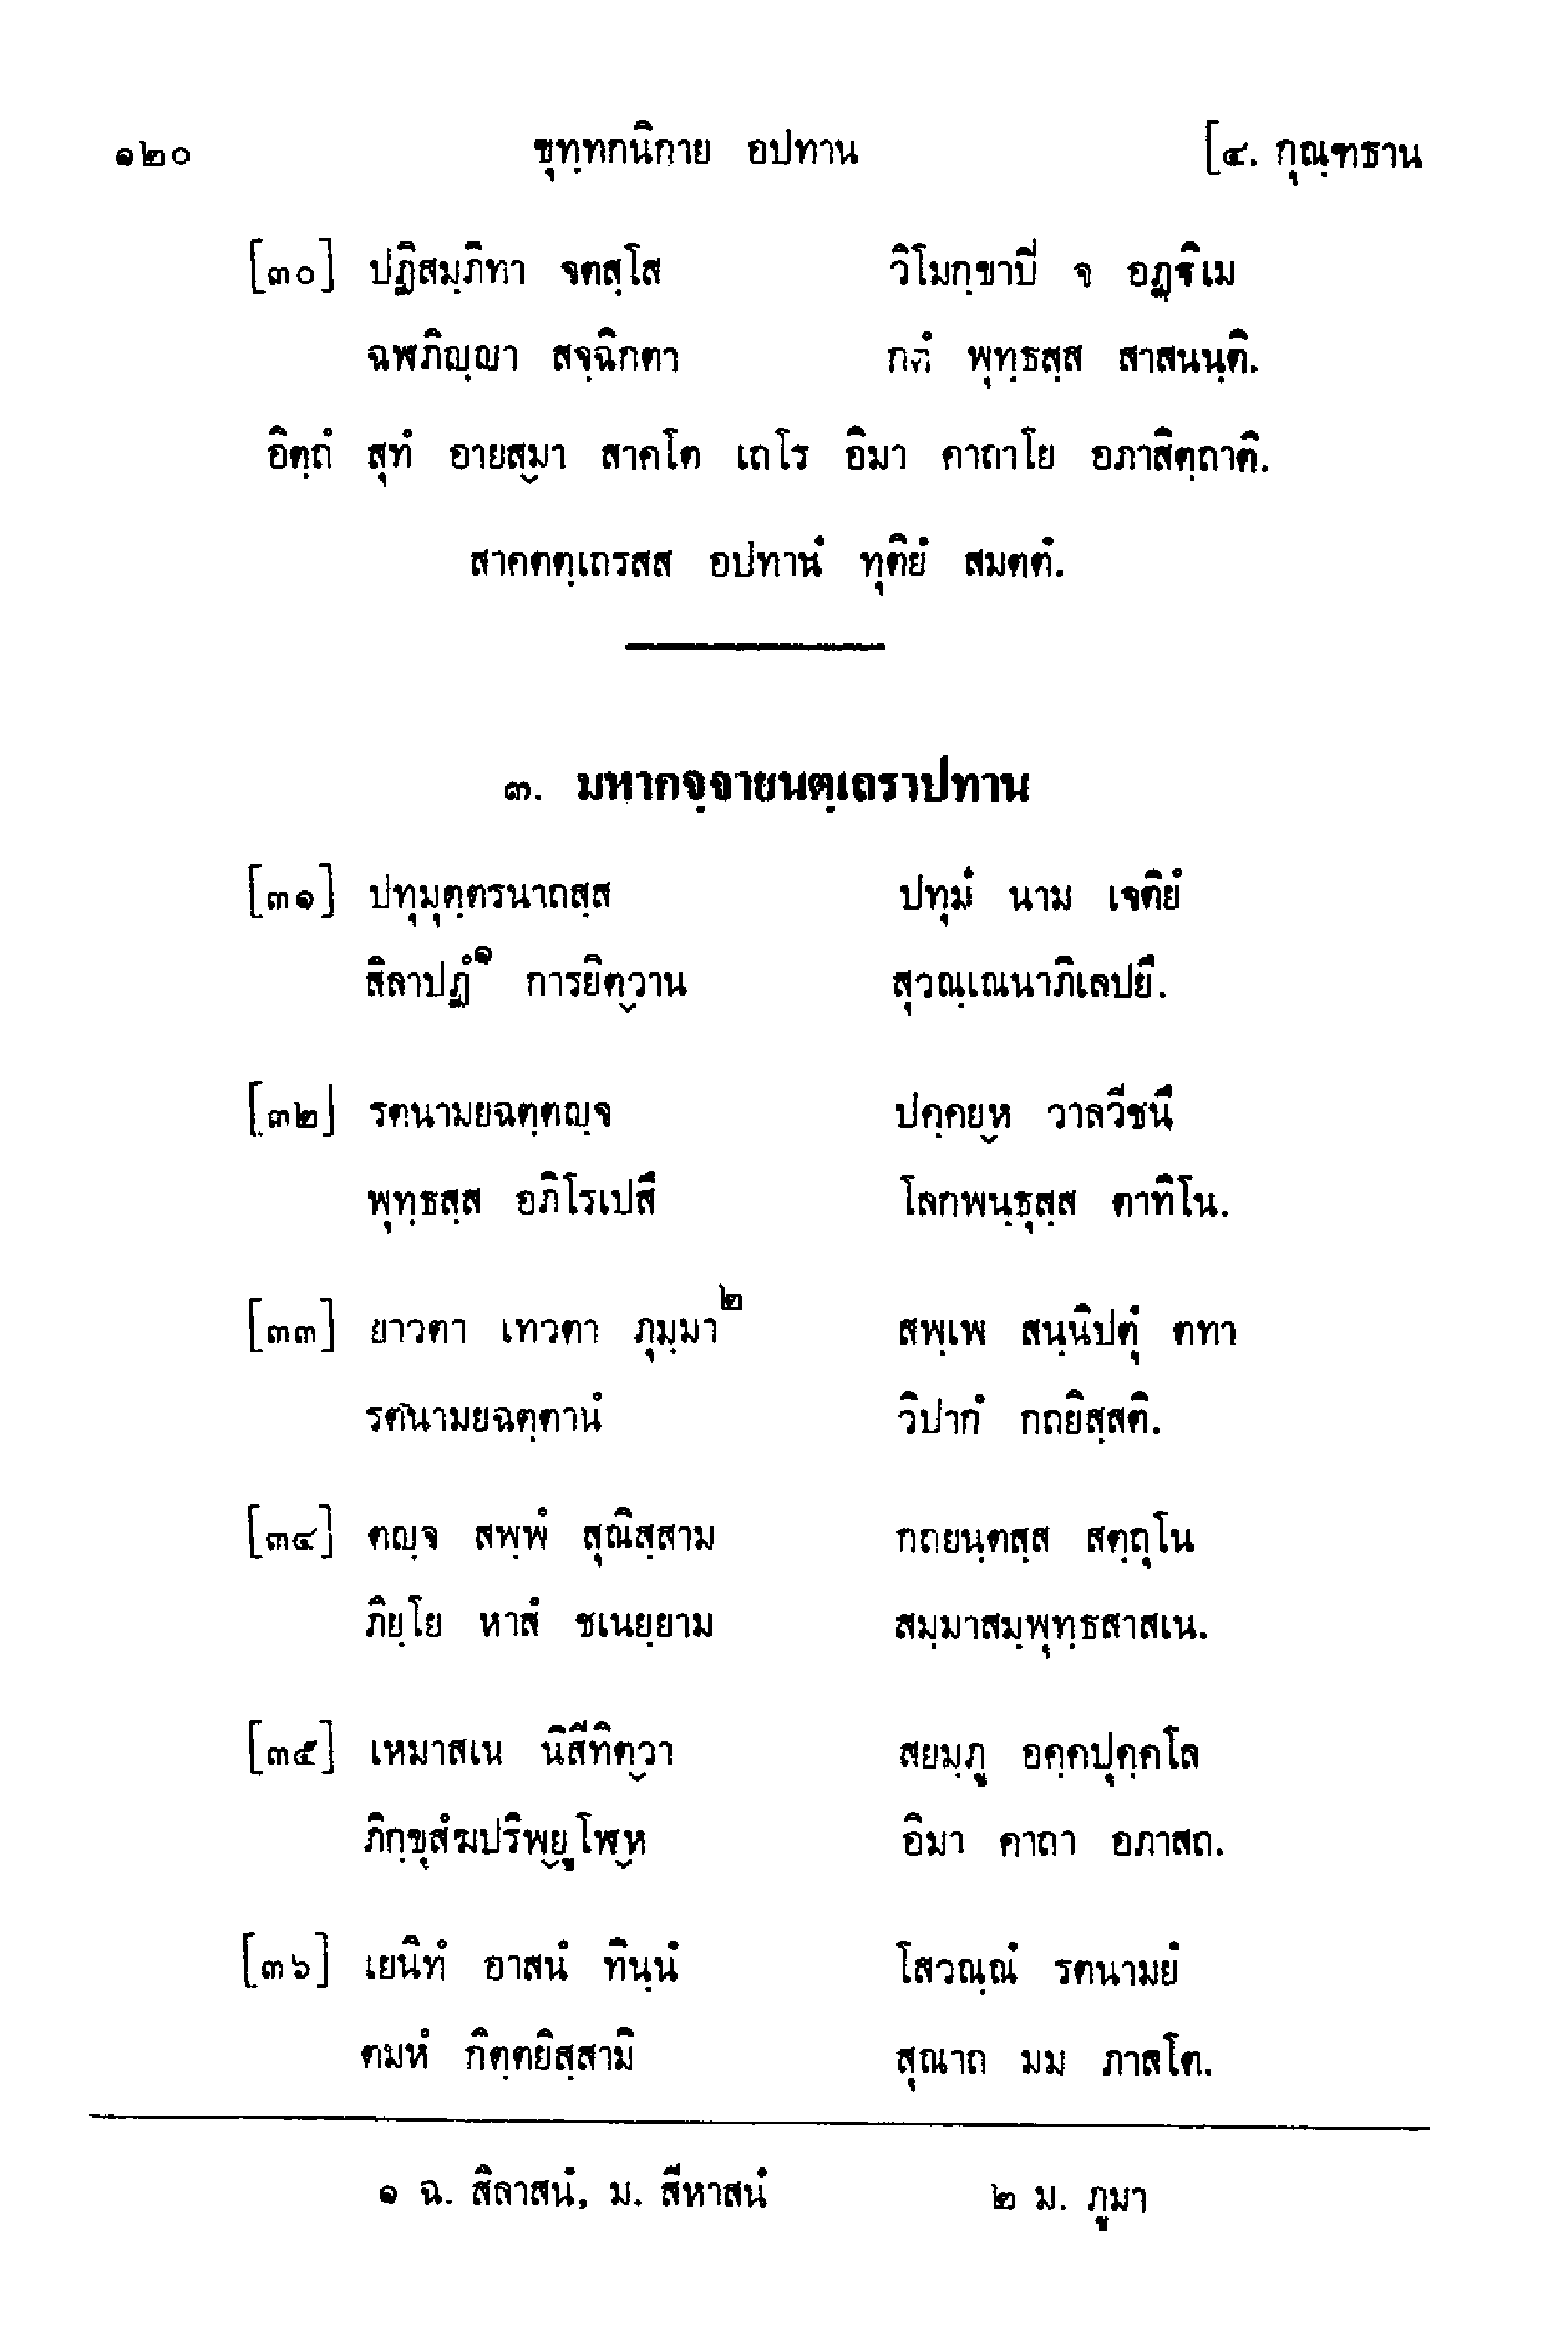 ๑๒๐ ขุทฺทกนิกาย อปทาน [๔. กุณฺฑธาน
[๓๐] ปฏิสมฺภิทา จตสฺโส วิโมกฺขาปิ จ อฏฺฐิเม
ฉฬภิญฺญา สจฺฉิกตา กตํ พุทฺธสฺส สาสนนฺติ.
อิตฺถํ สุทํ อายสฺมา สาคโต เถโร อิมา คาถาโย อภาสิตฺถาติ.
สาคตตฺเถรสส อปทานํ ทุติยํ สมตตํ.
๓. มหากจฺจายนตฺเถราปทาน
[๓๑] ปทุมุตฺตรนาถสฺส ปทุมํ นาม เจติยํ
สิลาปฏํ๑ การยิตฺวาน สุวณฺเณนาภิเลปยึ.
[๓๒] รตนามยฉตฺตญฺจ ปคฺคยฺห วาลวีชนึ
พุทฺธสฺส อภิโรเปสึ โลกพนฺธุสฺส ตาทิโน.
[๓๓] ยาวตา เทวตา ภุมฺมา๒ สพฺเพ สนฺนิปตุํ ตทา
รตนามยฉตฺตานํ วิปากํ กถยิสฺสติ.
[๓๔] ตญฺจ สพฺพํ สุณิสฺสาม กถยนฺตสฺส สตฺถุโน
ภิยฺโย หาสํ ชเนยฺยาม สมฺมาสมฺพุทฺธสาสเน.
[๓๕] เหมาสเน นิสีทิตฺวา สยมฺภู อคฺคปุคฺคโล
ภิกฺขุสํฆปริพฺยูโฬฺห อิมา คาถา อภาสถ.
[๓๖] เยนิทํ อาสนํ ทินฺนํ โสวณฺณํ รตนามยํ
ตมหํ กิตฺตยิสฺสามิ สุณาถ มม ภาสโต.
๑ ฉ. สิลาสนํ, ม. สีหาสนํ ๒ ม. ภูมา